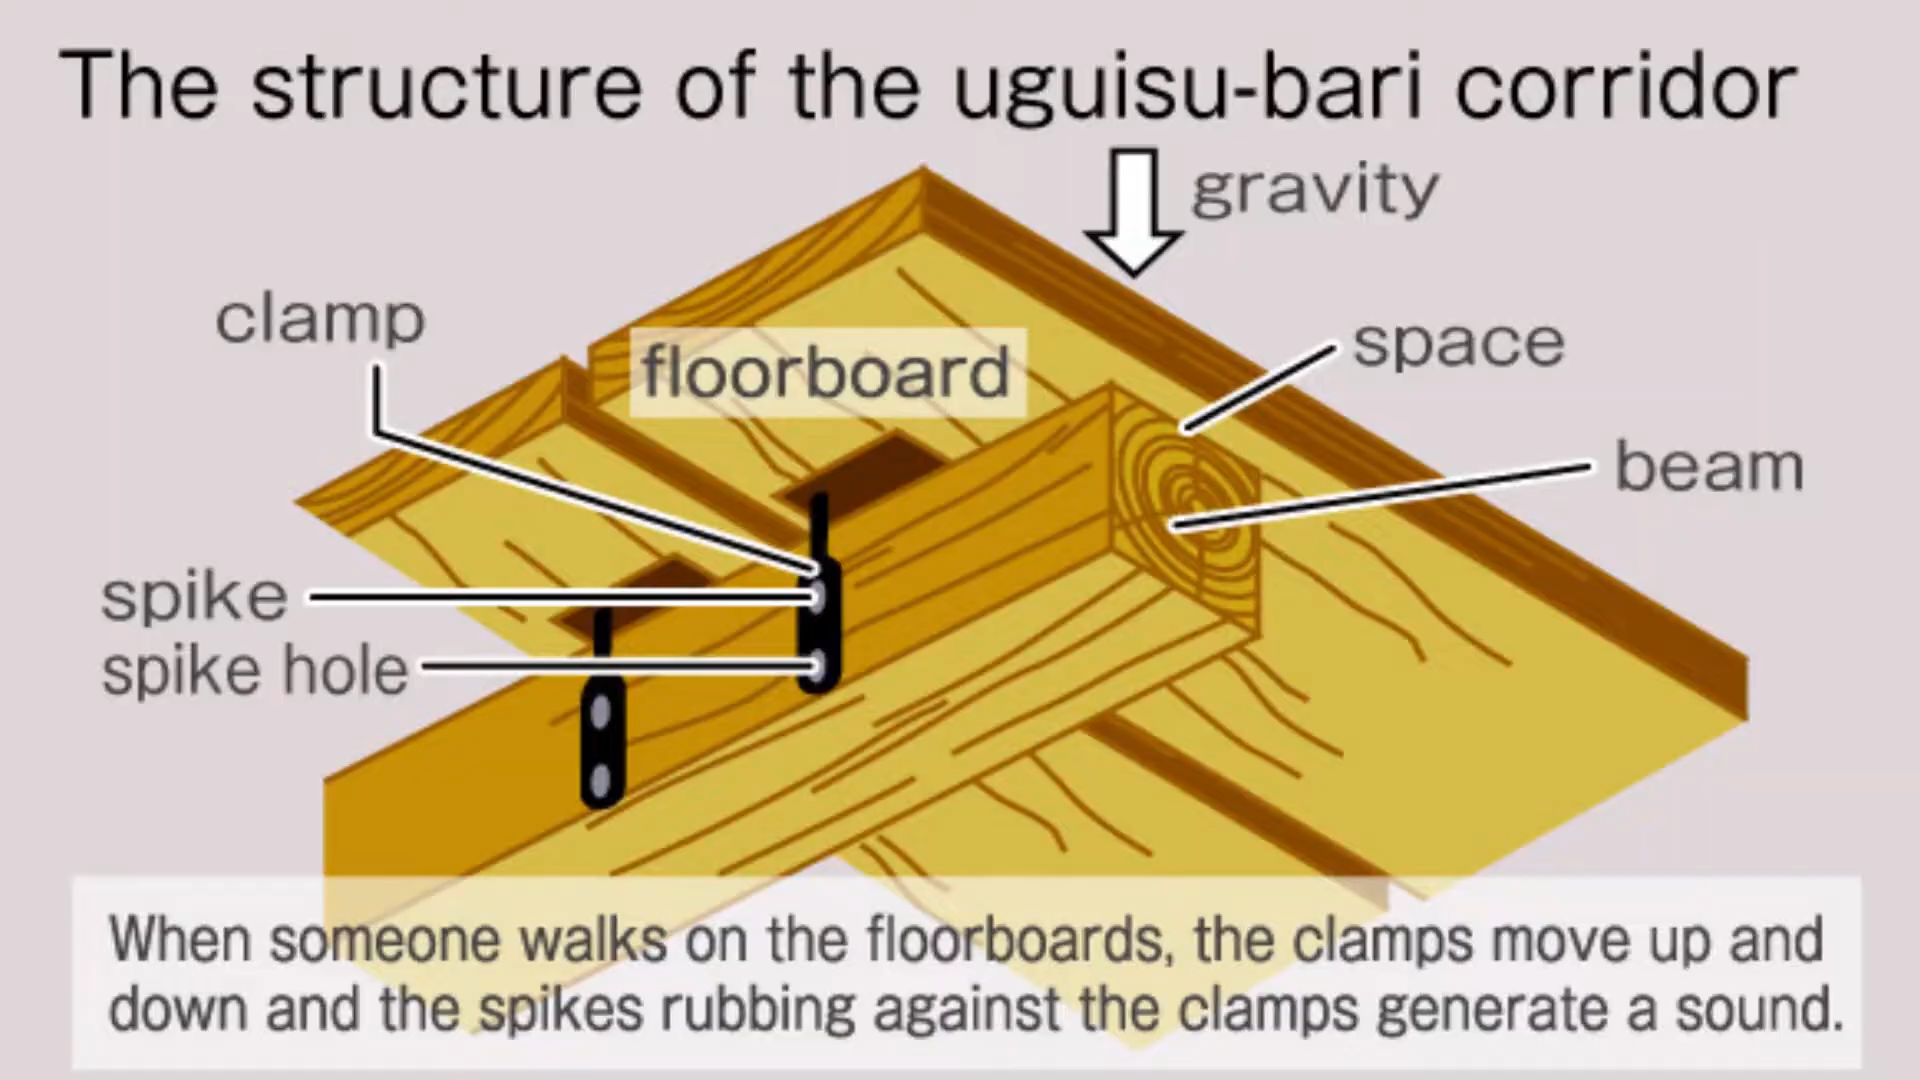 The structure of the uguisu-bari corridor
gravity
clamp
floorboard
space
beam
spike
spike hole
When someone walks on the floorboards, the clamps move up and
down and the spikes rubbing against the clamps generate a sound.